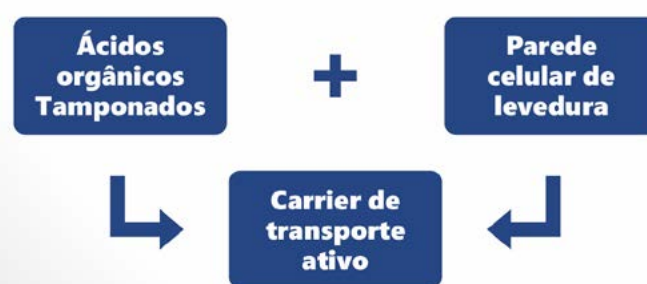 Ácidos
orgânicos
Tamponados
+
Parede
celular de
levedura
Carrier de
transporte
ativo